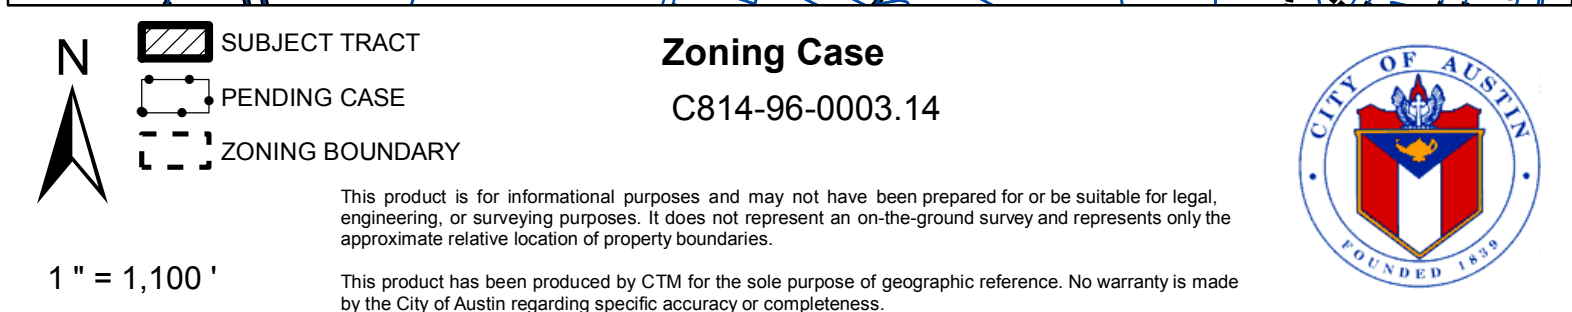 N
SUBJECT TRACT
PENDING CASE
ZONING BOUNDARY
1 " = 1,100 '
Zoning Case
C814-96-0003.14
This product is for informational purposes and may not have been prepared for or be suitable for legal,
engineering, or surveying purposes. It does not represent an on-the-ground survey and represents only the
approximate relative location of property boundaries.
This product has been produced by CTM for the sole purpose of geographic reference. No warranty is made
by the City of Austin regarding specific accuracy or completeness.
CITY OF AUSTIN
FOUNDED 1839